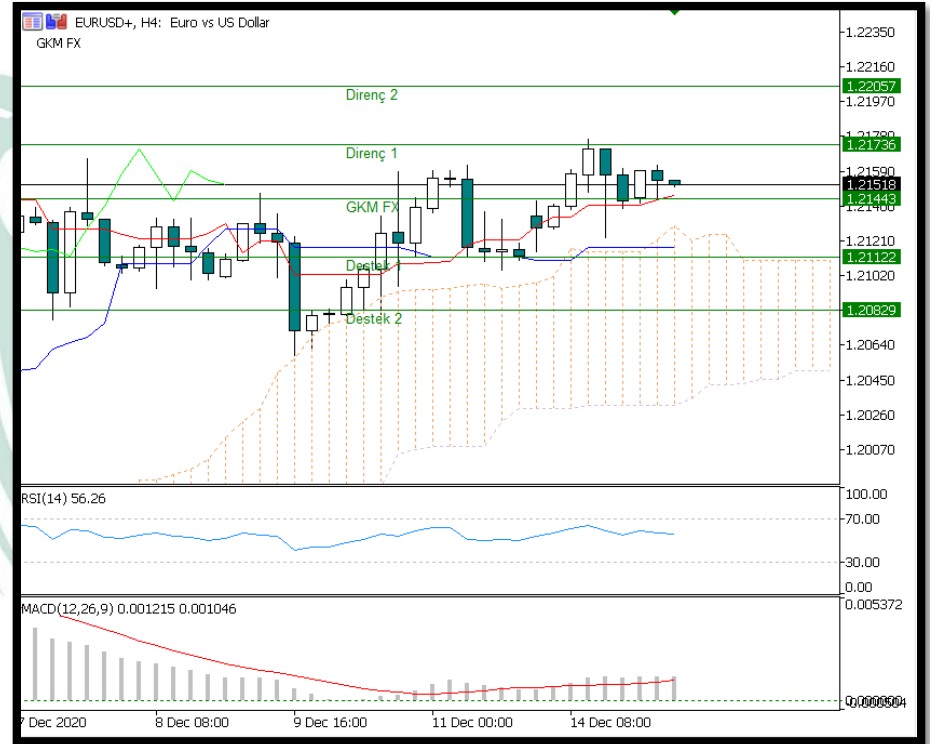 EURUSD+, H4: Euro vs US Dollar
GKM FX
1.22350
1.22160
1.22057
Direnç 2
1.21970
1.21780
1.21736
Direnç 1
1.21590
1.21518
1.21443
1.21400
GKM FX
1.21210
1.21122
Destek 1
1.21020
1.20829
Destek 2
1.20640
1.20450
1.20260
1.20070
RSI(14) 56.26
100.00
70.00
30.00
0.00
MACD(12,26,9) 0.001215 0.001046
0.005372
7 Dec 2020
8 Dec 08:00
9 Dec 16:00
11 Dec 00:00
14 Dec 08:00